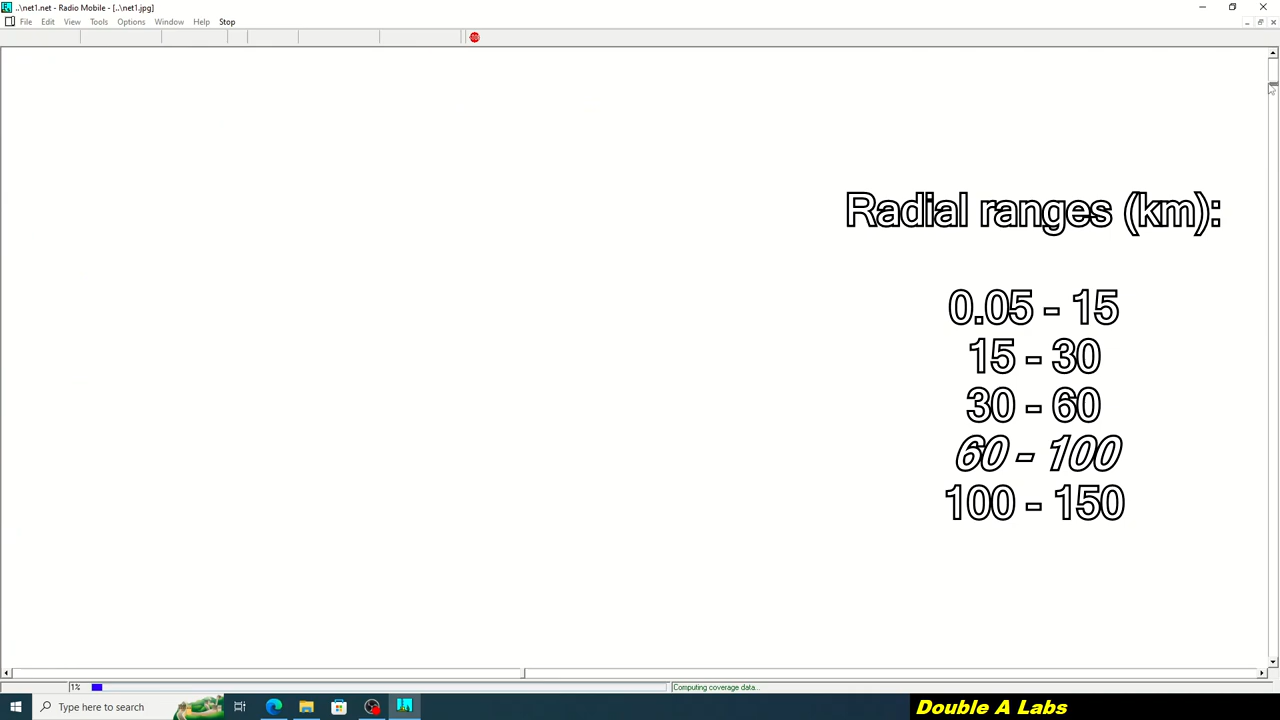 ..\net1.net - Radio Mobile - [..\net1.jpg]
File Edit View Tools Options Window Help Stop
Radial ranges (km):
0.05 - 15
15 - 30
30 - 60
60 - 100
100 - 150
1% Computing coverage data...
Type here to search
Double A Labs